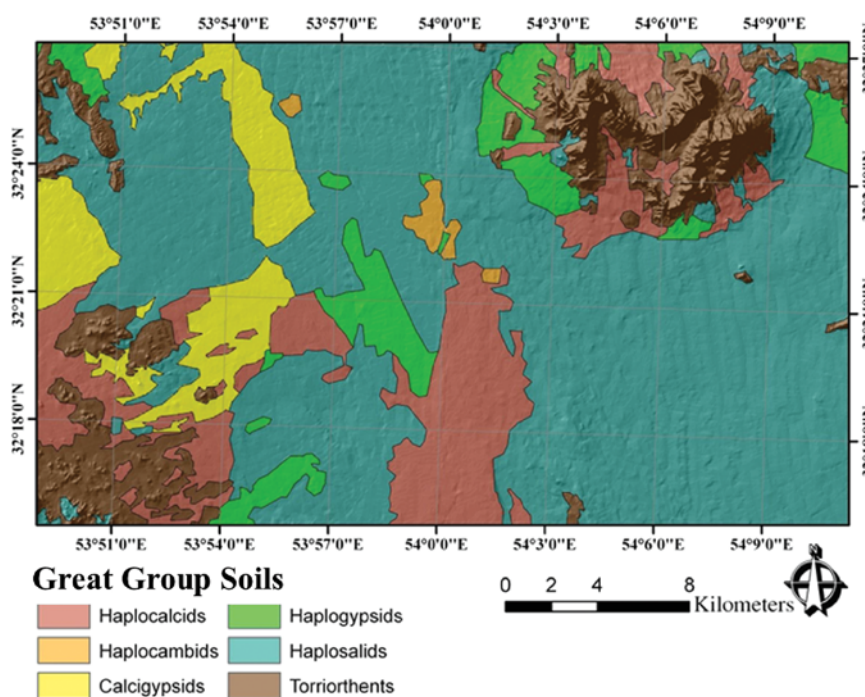 53°51'0"E 53°54'0"E 53°57'0"E 54°0'0"E 54°3'0"E 54°6'0"E 54°9'0"E
32°24'0"N
32°21'0"N
32°18'0"N
53°51'0"E 53°54'0"E 53°57'0"E 54°0'0"E 54°3'0"E 54°6'0"E 54°9'0"E
Great Group Soils
Haplocalcids Haplogypsids
Haplocambids Haplosalids
Calcigypsids Torriorthents
0 2 4 8
Kilometers
N